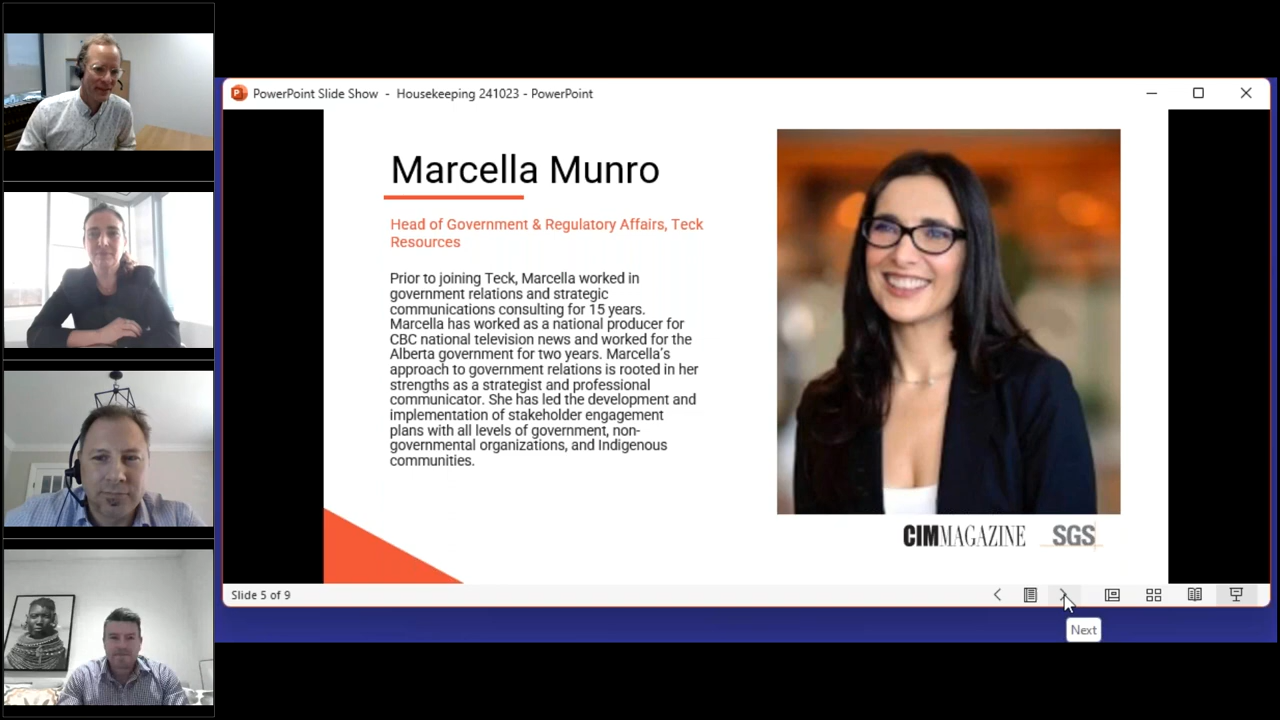 PowerPoint Slide Show - Housekeeping 241023 - PowerPoint
Marcella Munro
Head of Government & Regulatory Affairs, Teck
Resources
Prior to joining Teck, Marcella worked in
government relations and strategic
communications consulting for 15 years.
Marcella has worked as a national producer for
CBC national television news and worked for the
Alberta government for two years. Marcella's
approach to government relations is rooted in her
strengths as a strategist and professional
communicator. She has led the development and
implementation of stakeholder engagement
plans with all levels of government, non-
governmental organizations, and Indigenous
communities.
CIMMAGAZINE SGS
Slide 5 of 9
Next